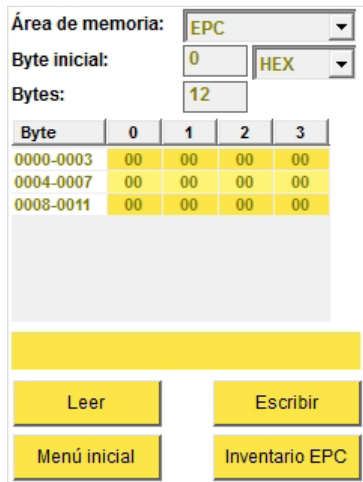 Área de memoria: EPC
Byte inicial: 0 HEX
Bytes: 12
Byte 0 1 2 3
0000-0003 00 00 00 00
0004-0007 00 00 00 00
0008-0011 00 00 00 00
Leer Escribir
Menú inicial Inventario EPC